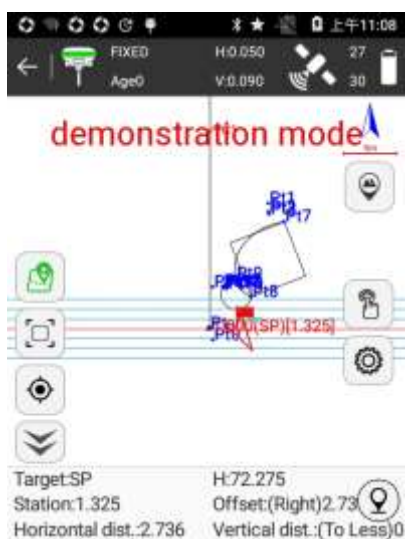 上午11:08
FIXED
H:0.050
27
Age0
V:0.090
30
demonstration mode
Pt1
Pt7
Pt8
(SP)[1.325]
Target:SP
H:72.275
Station:1.325
Offset:(Right)2.73
Horizontal dist.:2.736
Vertical dist.:(To Less)0